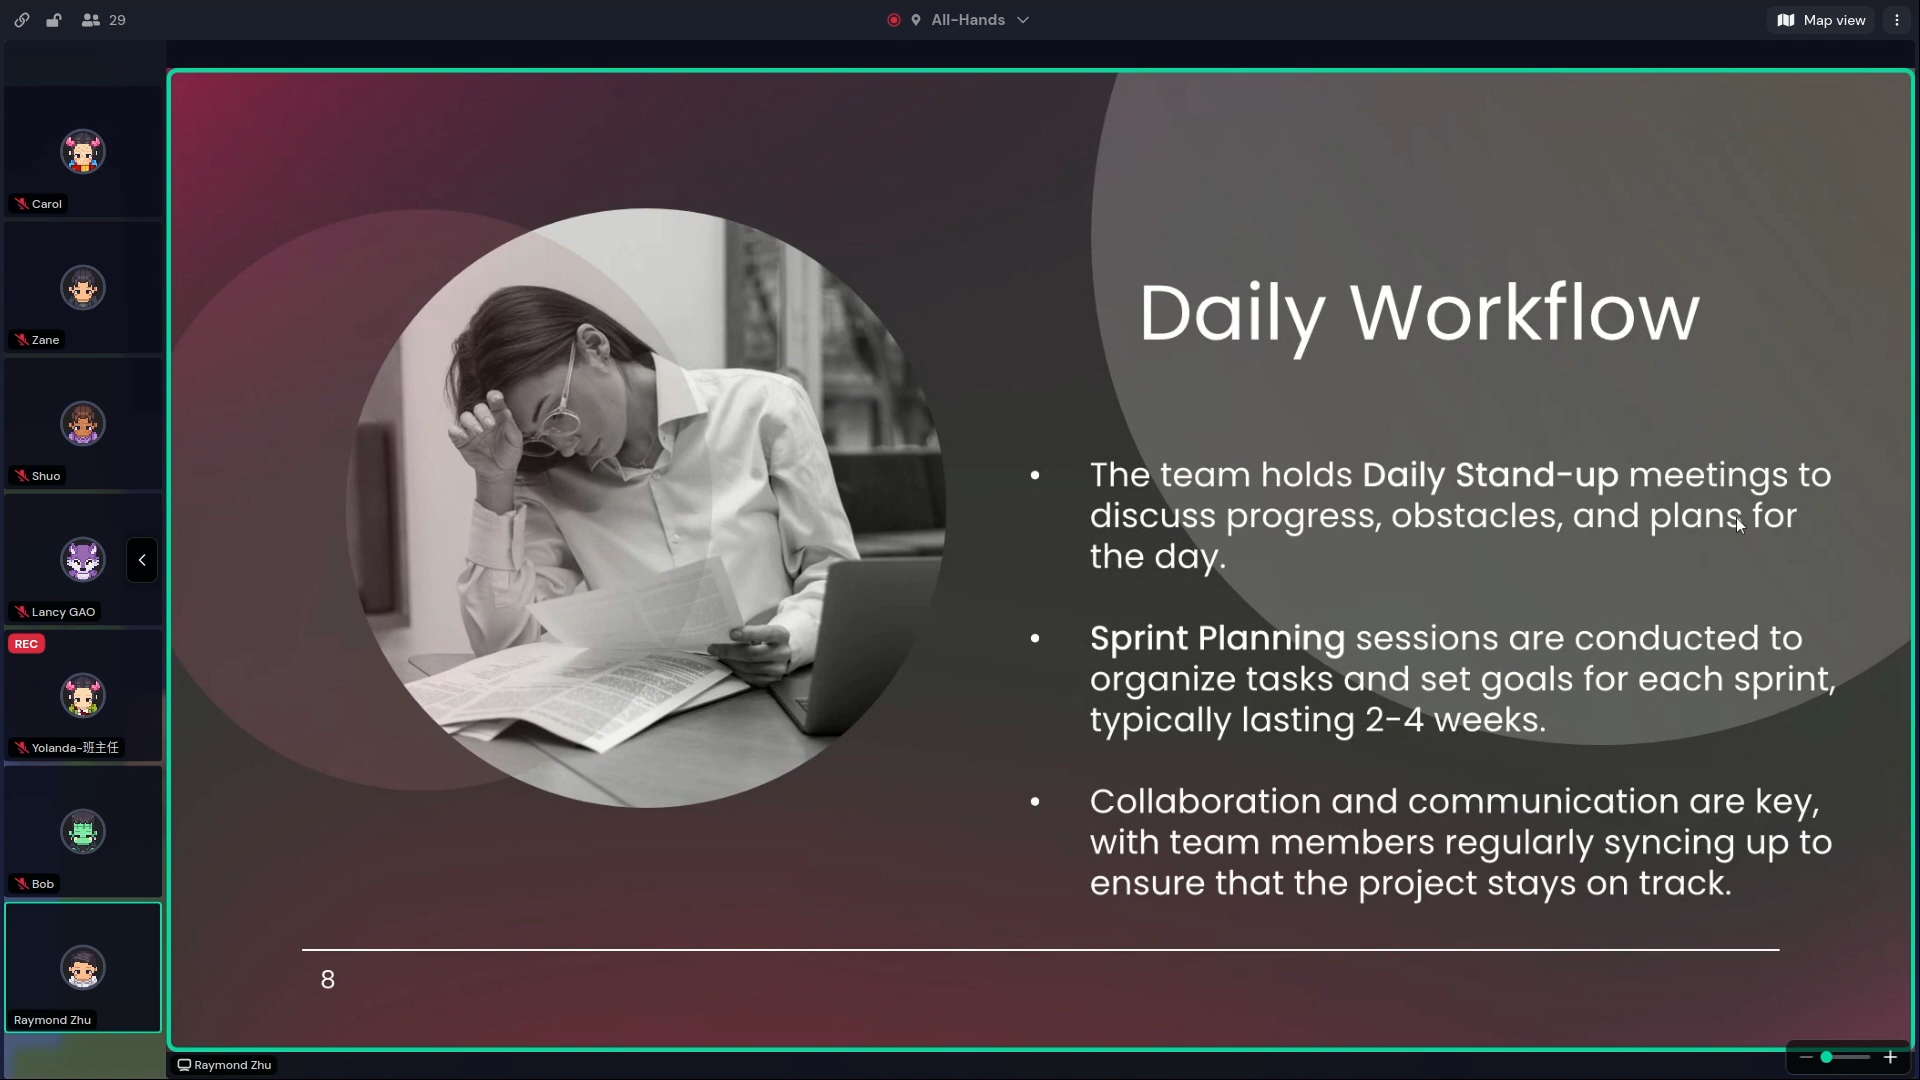 29
All-Hands
Map view
Carol
Zane
Shuo
Lancy GAO
REC
Yolanda-班主任
Bob
Raymond Zhu
Daily Workflow
• The team holds Daily Stand-up meetings to
discuss progress, obstacles, and plans for
the day.
• Sprint Planning sessions are conducted to
organize tasks and set goals for each sprint,
typically lasting 2-4 weeks.
• Collaboration and communication are key,
with team members regularly syncing up to
ensure that the project stays on track.
8
Raymond Zhu